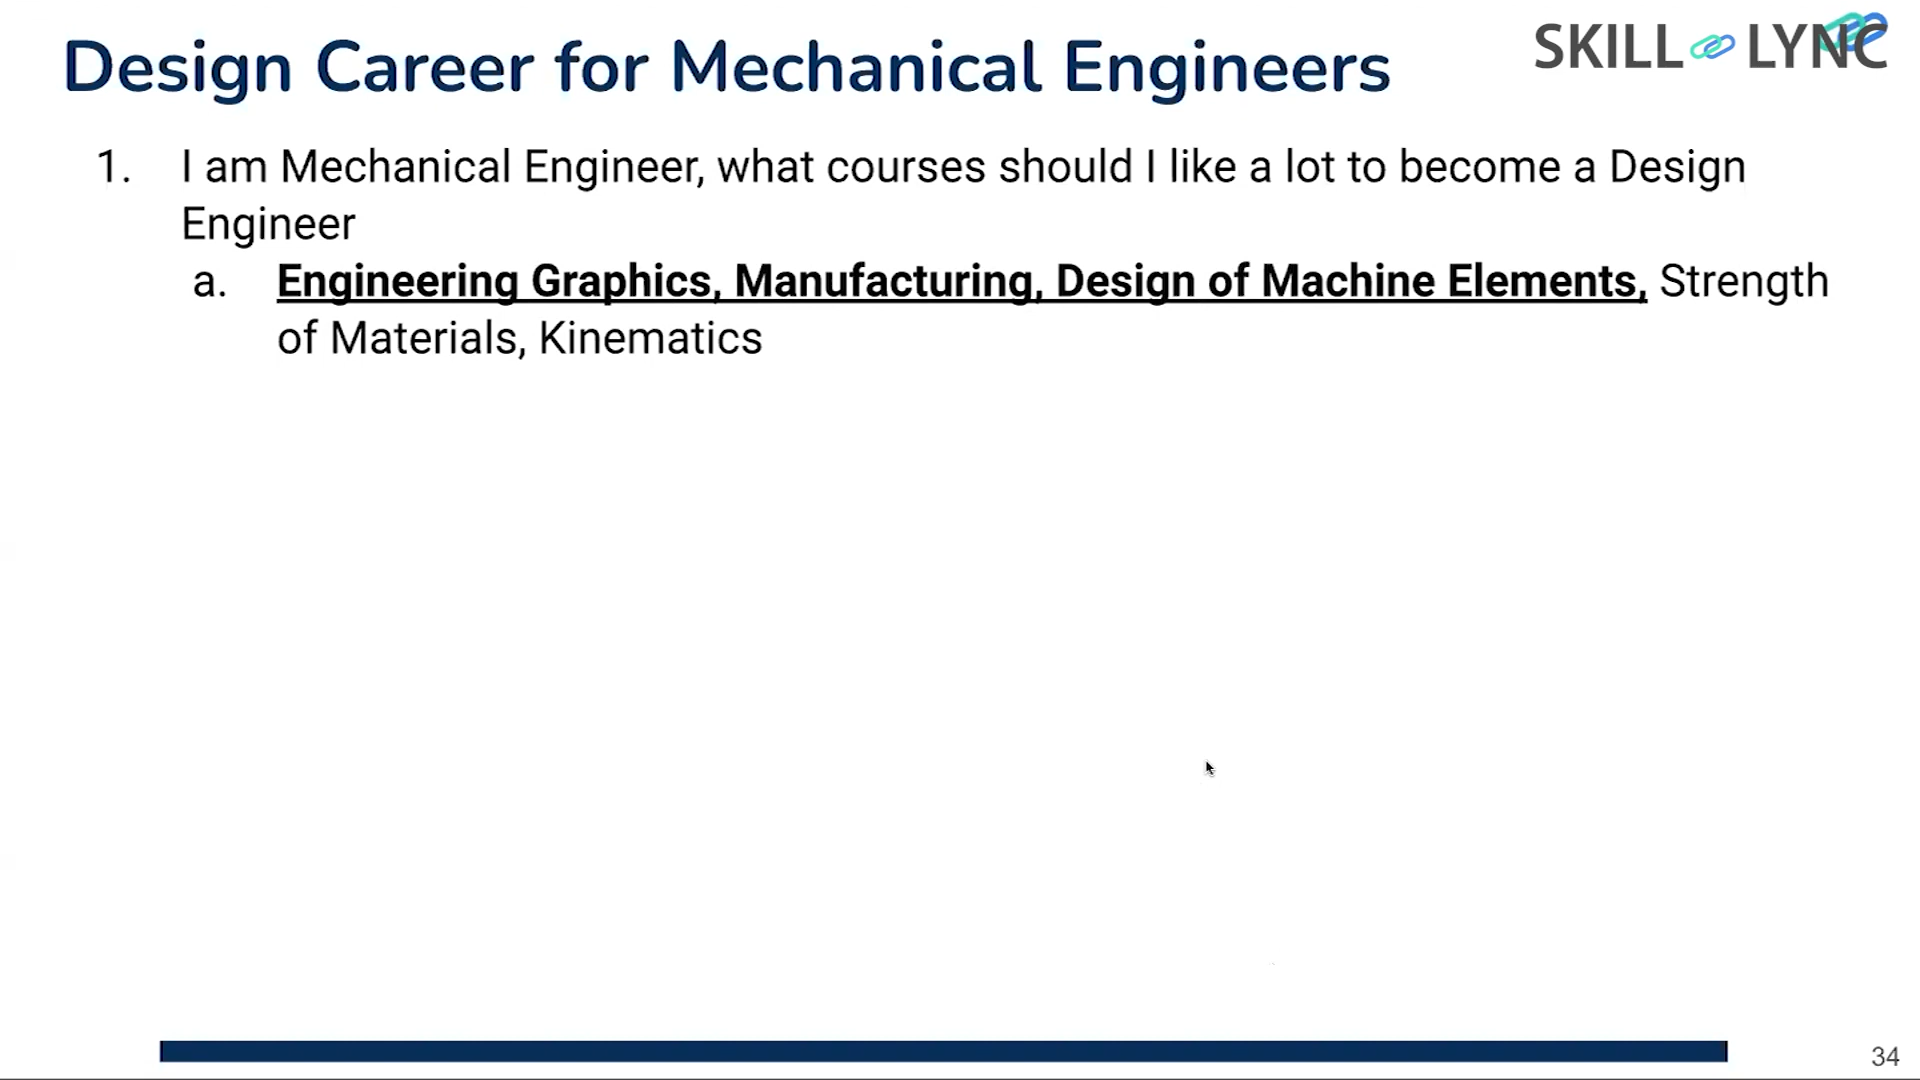 Design Career for Mechanical Engineers
SKILL LYNC
1. I am Mechanical Engineer, what courses should I like a lot to become a Design
Engineer
a. Engineering Graphics, Manufacturing, Design of Machine Elements, Strength
of Materials, Kinematics
34